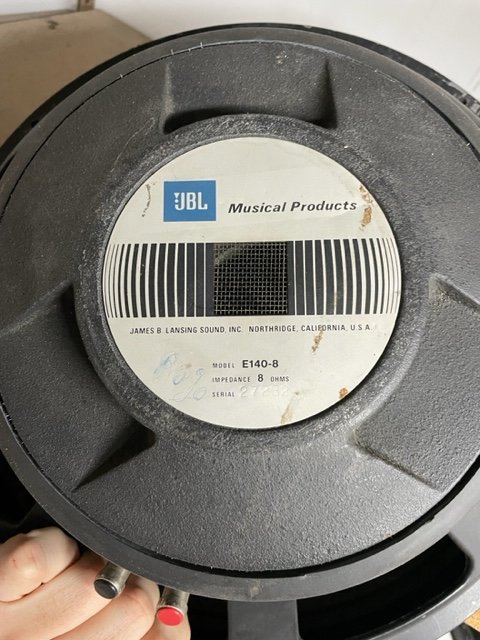 JBL
Musical Products
JAMES B. LANSING SOUND, INC. NORTHRIDGE, CALIFORNIA, U.S.A.
MODEL E140-8
IMPEDANCE 8 OHMS
SERIAL